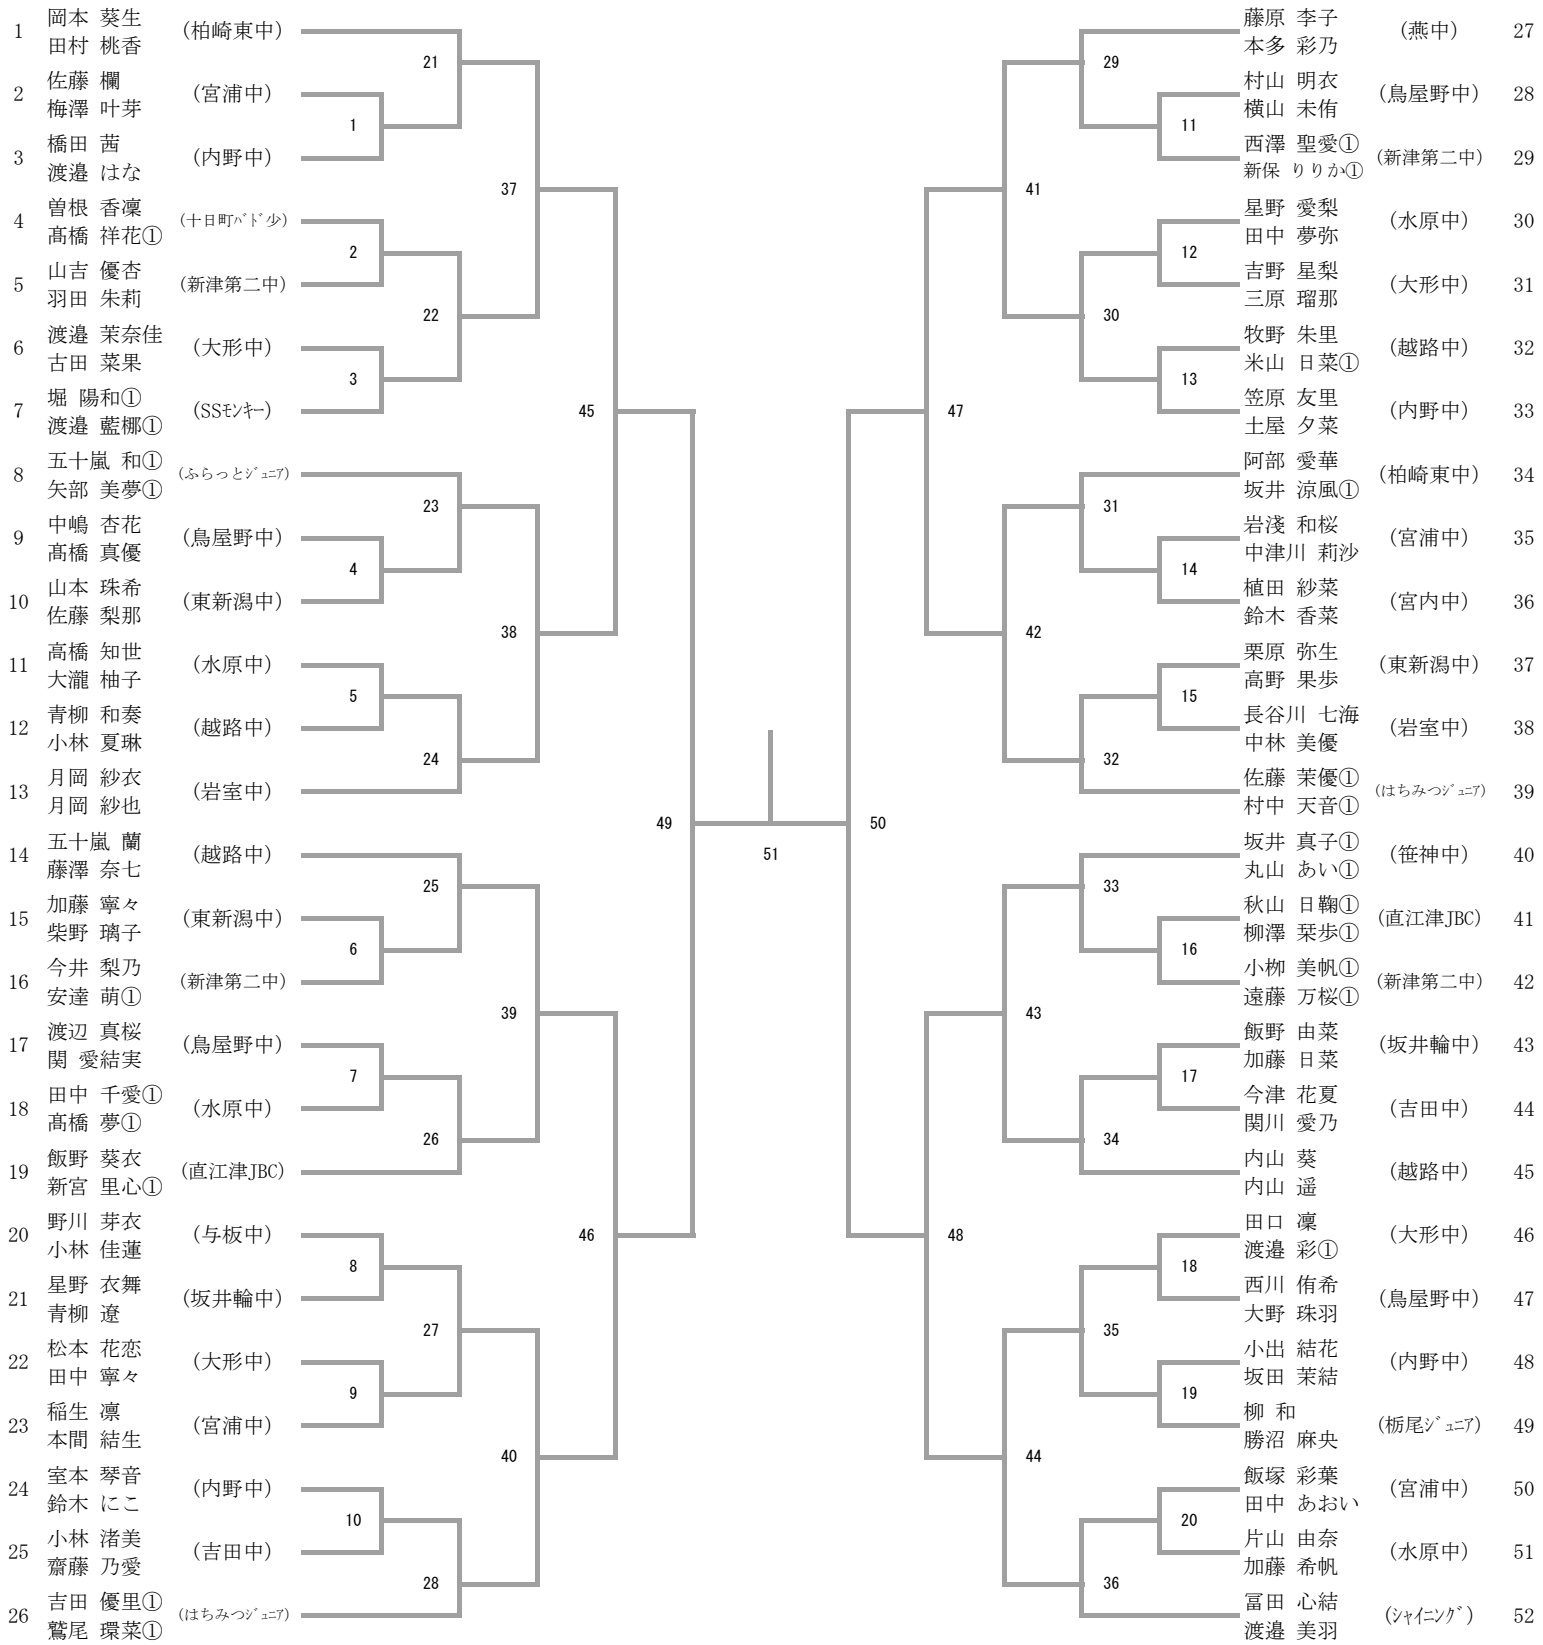 1 岡本 葵生 (柏崎東中)
田村 桃香
2 佐藤 欄 (宮浦中)
梅澤 叶芽
3 橋田 茜 (内野中)
渡邉 はな
4 曽根 香凜 (十日町ﾊﾞﾄﾞ少)
髙橋 祥花①
5 山吉 優杏 (新津第二中)
羽田 朱莉
6 渡邉 茉奈佳 (大形中)
古田 菜果
7 堀 陽和① (SSﾓﾝｷｰ)
渡邉 藍梛①
8 五十嵐 和① (ふらっとｼﾞｭﾆｱ)
矢部 美夢①
9 中嶋 杏花 (鳥屋野中)
髙橋 真優
10 山本 珠希 (東新潟中)
佐藤 梨那
11 高橋 知世 (水原中)
大瀧 柚子
12 青柳 和奏 (越路中)
小林 夏琳
13 月岡 紗衣 (岩室中)
月岡 紗也
14 五十嵐 蘭 (越路中)
藤澤 奈七
15 加藤 寧々 (東新潟中)
柴野 璃子
16 今井 梨乃 (新津第二中)
安達 萌①
17 渡辺 真桜 (鳥屋野中)
関 愛結実
18 田中 千愛① (水原中)
髙橋 夢①
19 飯野 葵衣 (直江津JBC)
新宮 里心①
20 野川 芽衣 (与板中)
小林 佳蓮
21 星野 衣舞 (坂井輪中)
青柳 遼
22 松本 花恋 (大形中)
田中 寧々
23 稲生 凛 (宮浦中)
本間 結生
24 室本 琴音 (内野中)
鈴木 にこ
25 小林 渚美 (吉田中)
齋藤 乃愛
26 吉田 優里① (はちみつｼﾞｭﾆｱ)
鷲尾 環菜①
1
2
3
4
5
6
7
8
9
10
21
22
23
24
25
26
27
28
37
38
39
40
45
46
49
51
50
47
48
41
42
43
44
29
30
31
32
33
34
35
36
11
12
13
14
15
16
17
18
19
20
藤原 李子 (燕中) 27
本多 彩乃
村山 明衣 (鳥屋野中) 28
横山 未侑
西澤 聖愛① (新津第二中) 29
新保 りりか①
星野 愛梨 (水原中) 30
田中 夢弥
吉野 星梨 (大形中) 31
三原 瑠那
牧野 朱里 (越路中) 32
米山 日菜①
笠原 友里 (内野中) 33
土屋 夕菜
阿部 愛華 (柏崎東中) 34
坂井 涼風①
岩淺 和桜 (宮浦中) 35
中津川 莉沙
植田 紗菜 (宮内中) 36
鈴木 香菜
栗原 弥生 (東新潟中) 37
高野 果歩
長谷川 七海 (岩室中) 38
中林 美優
佐藤 茉優① (はちみつｼﾞｭﾆｱ) 39
村中 天音①
坂井 真子① (笹神中) 40
丸山 あい①
秋山 日鞠① (直江津JBC) 41
柳澤 栞歩①
小栁 美帆① (新津第二中) 42
遠藤 万桜①
飯野 由菜 (坂井輪中) 43
加藤 日菜
今津 花夏 (吉田中) 44
関川 愛乃
内山 葵 (越路中) 45
内山 遥
田口 凜 (大形中) 46
渡邉 彩①
西川 侑希 (鳥屋野中) 47
大野 珠羽
小出 結花 (内野中) 48
坂田 茉結
柳 和 (栃尾ｼﾞｭﾆｱ) 49
勝沼 麻央
飯塚 彩葉 (宮浦中) 50
田中 あおい
片山 由奈 (水原中) 51
加藤 希帆
冨田 心結 (ｼｬｲﾆﾝｸﾞ) 52
渡邉 美羽